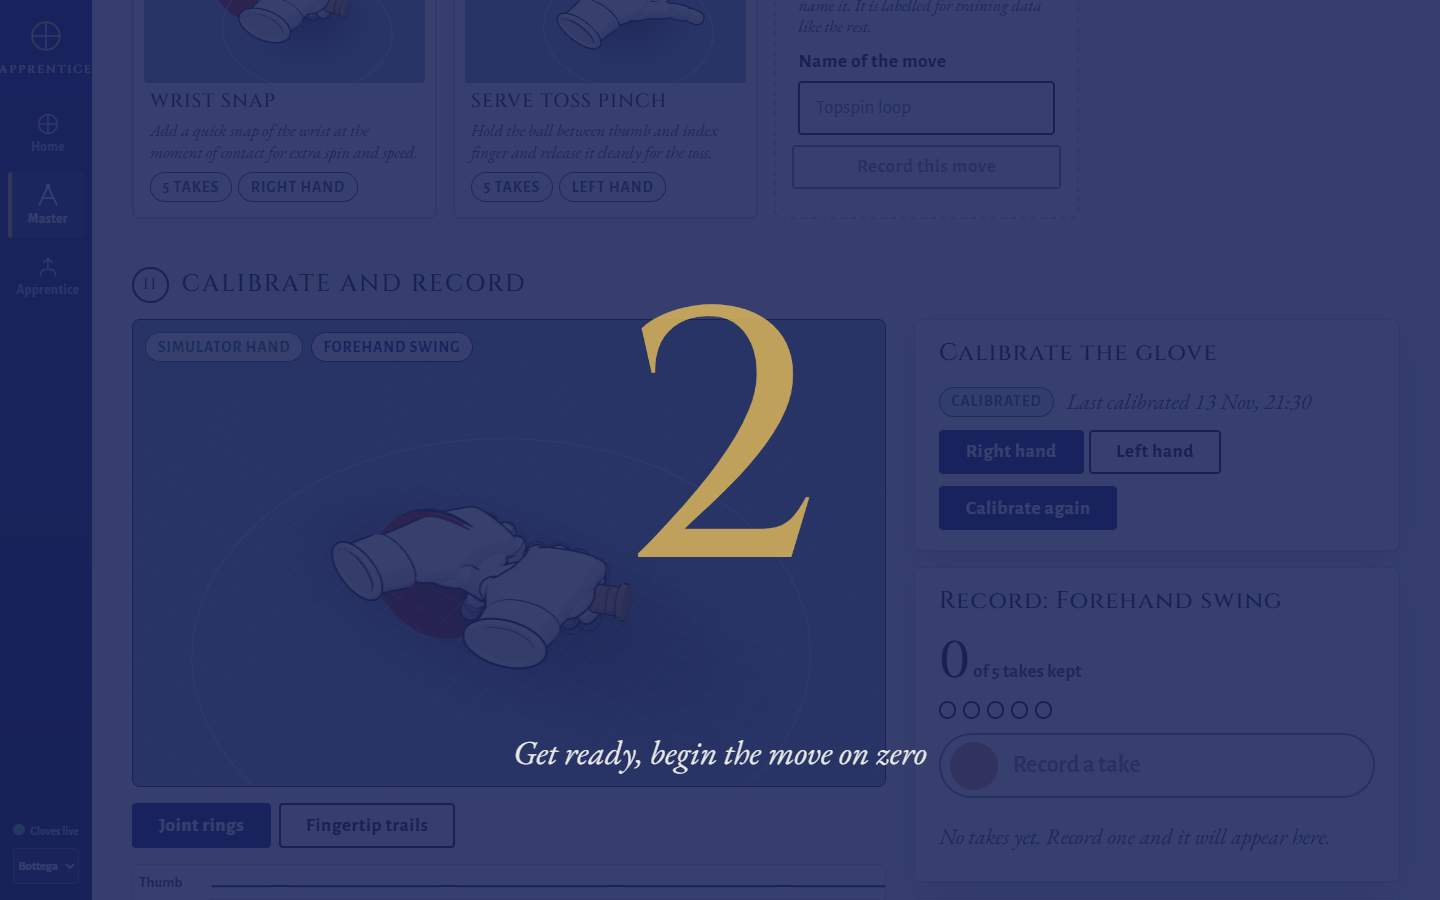 APPRENTICE
Home
Master
Apprentice
Gloves live
Bottega
WRIST SNAP
Add a quick snap of the wrist at the
moment of contact for extra spin and speed.
5 TAKES
RIGHT HAND
SERVE TOSS PINCH
Hold the ball between thumb and index
finger and release it cleanly for the toss.
5 TAKES
LEFT HAND
name it. It is labelled for training data
like the rest.
Name of the move
Topspin loop
Record this move
II
CALIBRATE AND RECORD
SIMULATOR HAND
FOREHAND SWING
2
Get ready, begin the move on zero
Joint rings
Fingertip trails
Thumb
CALIBRATE THE GLOVE
CALIBRATED
Last calibrated 13 Nov, 21:30
Right hand
Left hand
Calibrate again
RECORD: FOREHAND SWING
0 of 5 takes kept
Record a take
No takes yet. Record one and it will appear here.